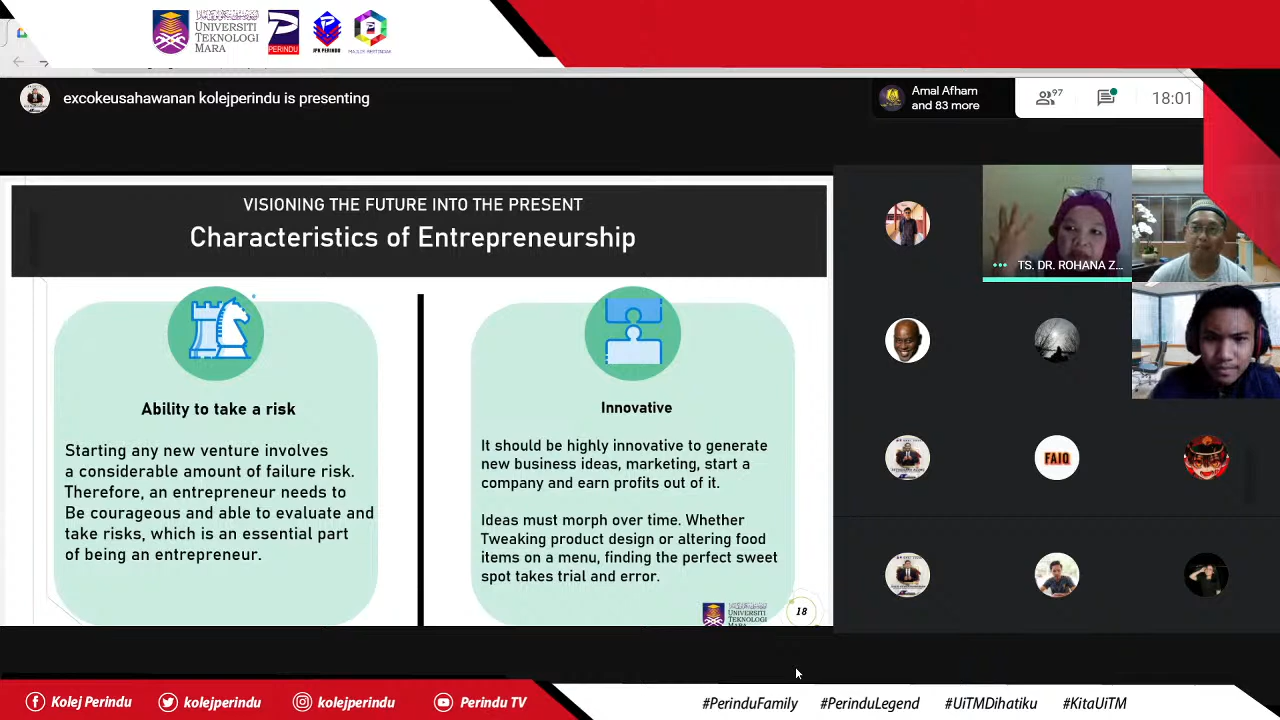 UNIVERSITI
TEKNOLOGI
MARA
PERINDU
JPK PERINDU
excokeusahawanan kolejperindu is presenting
Amal Afham
and 83 more
97
18:01
VISIONING THE FUTURE INTO THE PRESENT
Characteristics of Entrepreneurship
Ability to take a risk
Starting any new venture involves
a considerable amount of failure risk.
Therefore, an entrepreneur needs to
Be courageous and able to evaluate and
take risks, which is an essential part
of being an entrepreneur.
Innovative
It should be highly innovative to generate
new business ideas, marketing, start a
company and earn profits out of it.
Ideas must morph over time. Whether
Tweaking product design or altering food
items on a menu, finding the perfect sweet
spot takes trial and error.
UNIVERSITI
TEKNOLOGI
MARA
18
TS. DR. ROHANA Z...
FAIQ
Kolej Perindu
kolejperindu
kolejperindu
Perindu TV
#PerinduFamily
#PerinduLegend
#UiTMDihatiku
#KitaUiTM